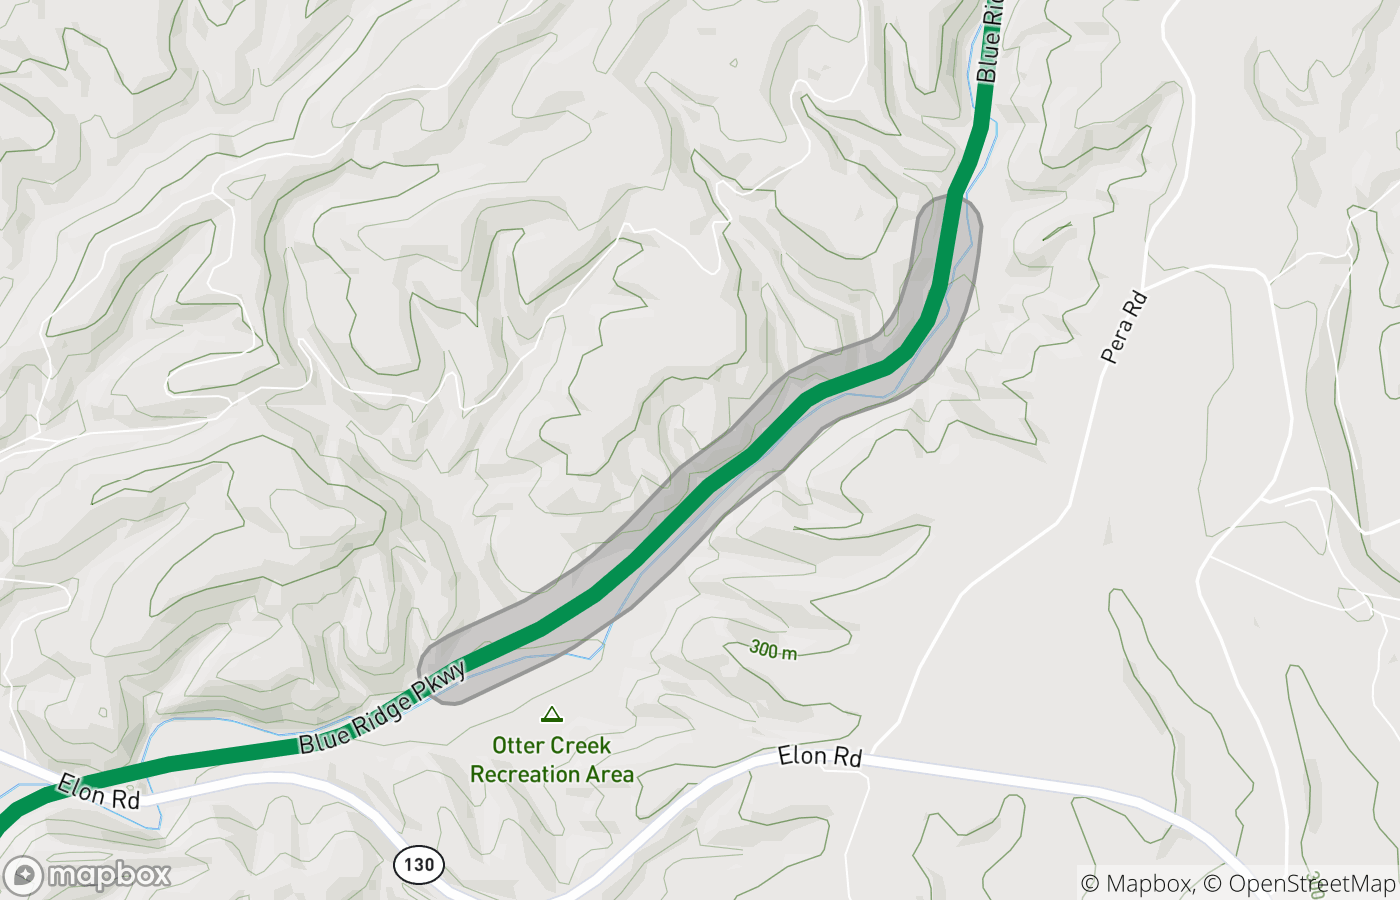 Blue Ric
Pera Rd
300 m
Blue Ridge Pkwy
Otter Creek
Recreation Area
Elon Rd
Elon Rd
130
mapbox
© Mapbox, © OpenStreetMap